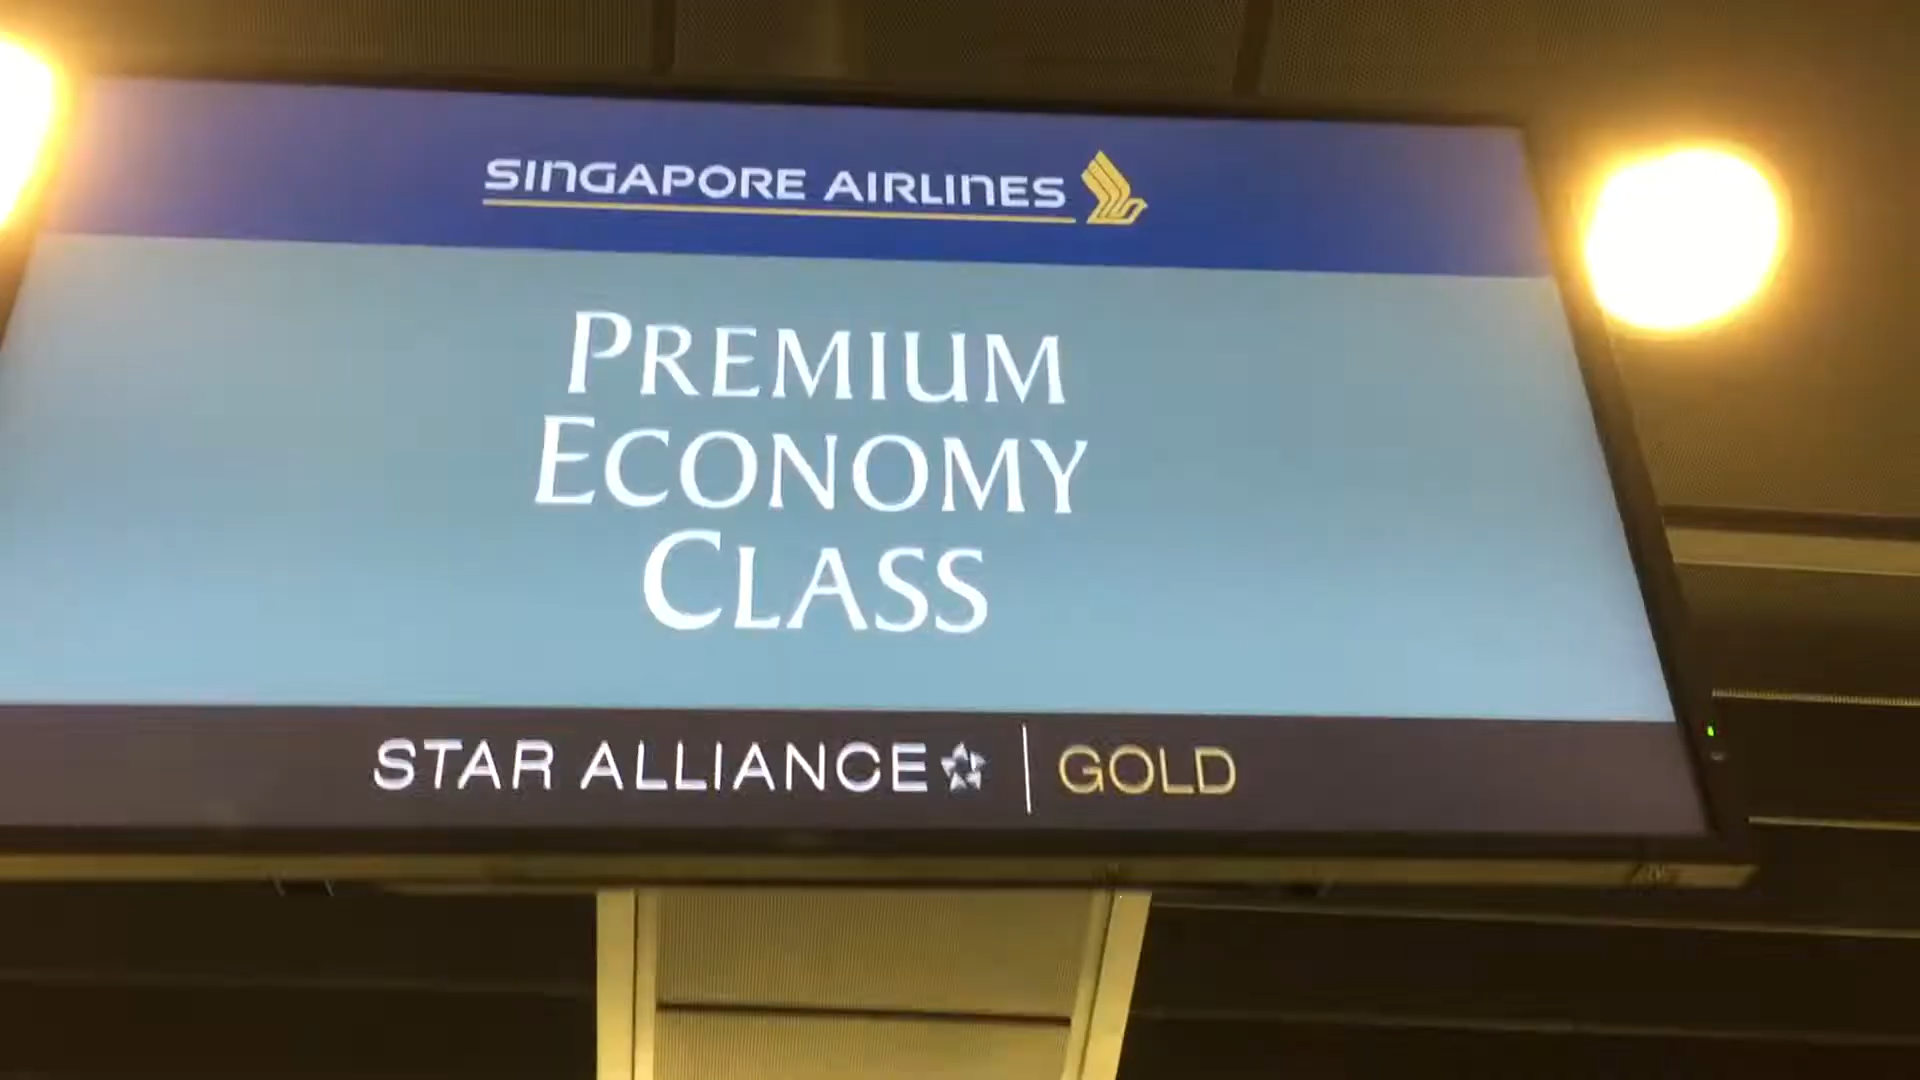 SINGAPORE AIRLINES
PREMIUM
ECONOMY
CLASS
STAR ALLIANCE | GOLD